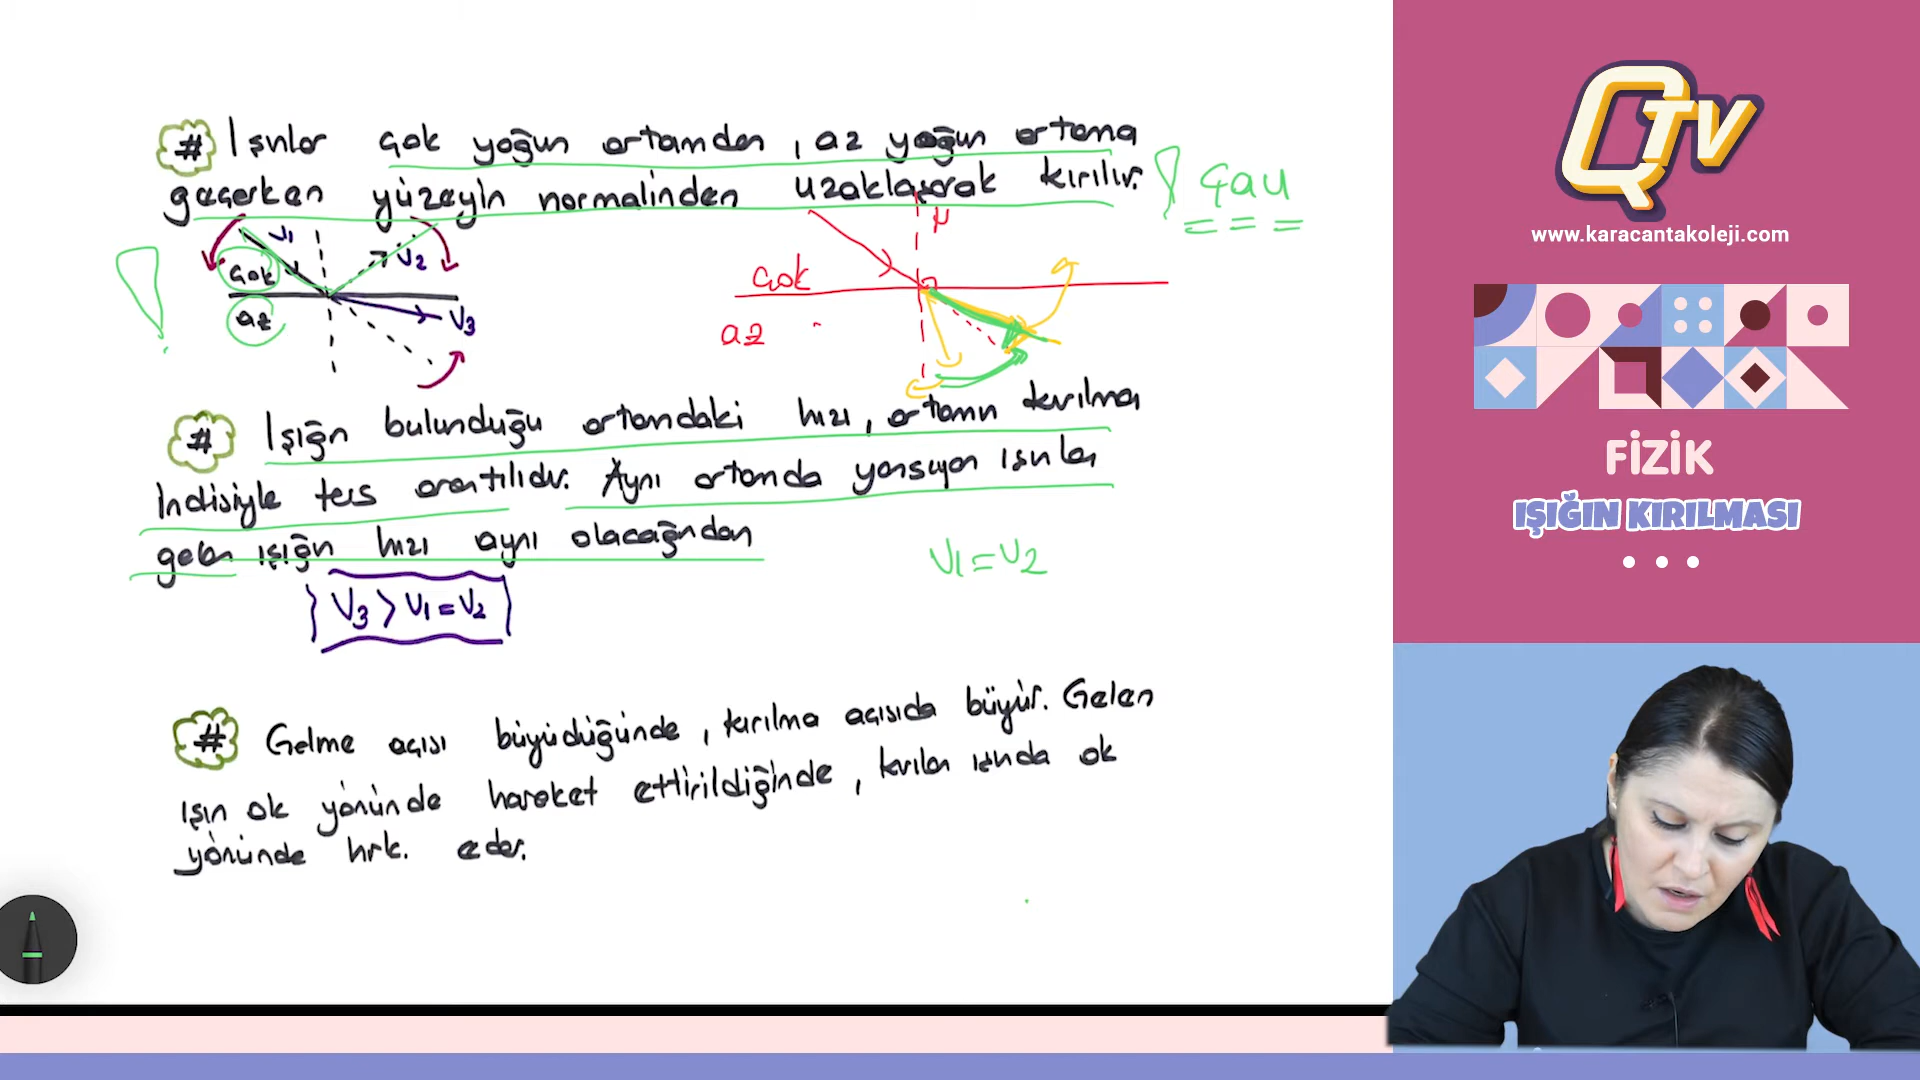 # Işınlar çok yoğun ortamdan, az yoğun ortama
geçerken yüzeyin normalinden uzaklaşarak kırılır. ! çau
V1 V2
çok
az V3
N
çok
az
# Işığın bulunduğu ortamdaki hızı, ortamın kırılma
indisiyle ters orantılıdır. Aynı ortamda yansıyan ışınlar
gelen ışığın hızı aynı olacağından
V1 = V2
V3 > V1 = V2
# Gelme açısı büyüdüğünde, kırılma açısıda büyür. Gelen
ışın ok yönünde hareket ettirildiğinde, kırılan ışında ok
yönünde hrk. eder.
QTV
www.karacantakoleji.com
FİZİK
IŞIĞIN KIRILMASI